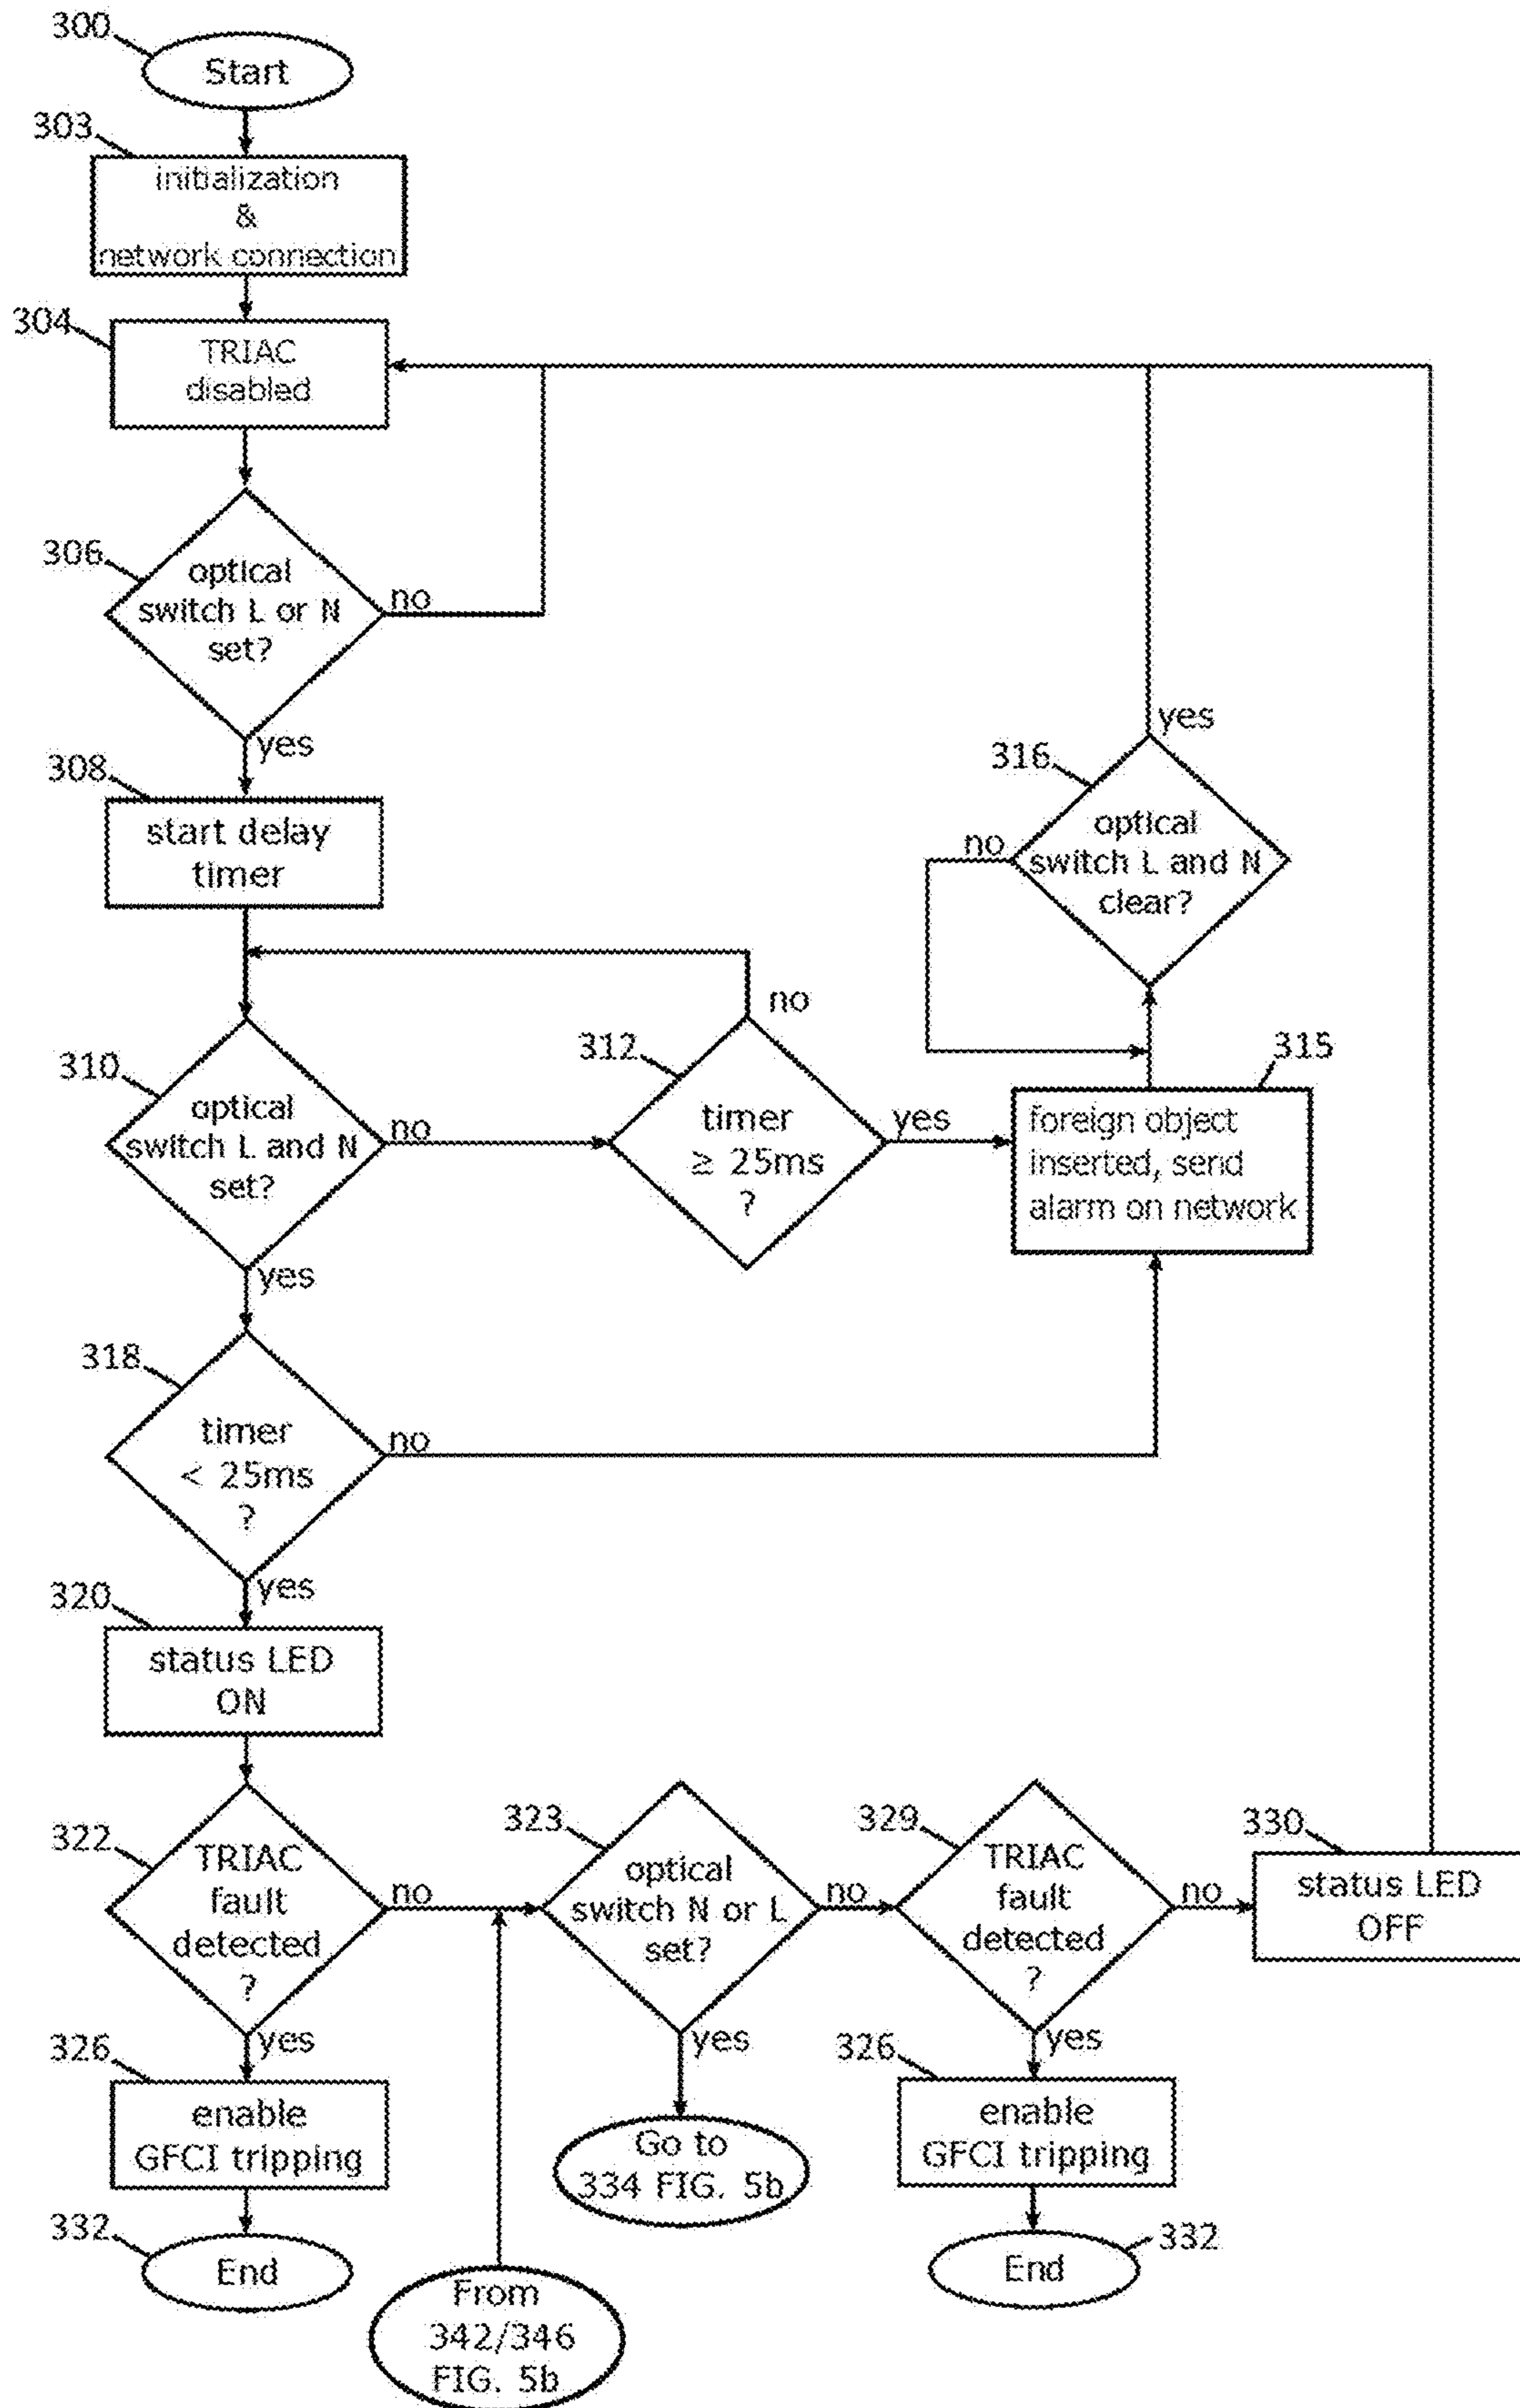 300
Start
303
initialization
&
network connection
304
TRIAC
disabled
306
optical
switch L or N
set?
no
yes
308
start delay
timer
316
optical
switch L and N
clear?
yes
no
310
optical
switch L and N
set?
no
yes
312
timer
≥ 25ms
?
no
yes
315
foreign object
inserted, send
alarm on network
318
timer
< 25ms
?
no
yes
320
status LED
ON
322
TRIAC
fault
detected
?
no
yes
323
optical
switch N or L
set?
no
yes
329
TRIAC
fault
detected
?
no
yes
330
status LED
OFF
326
enable
GFCI tripping
Go to
334 FIG. 5b
326
enable
GFCI tripping
332
End
From
342/346
FIG. 5b
End
332